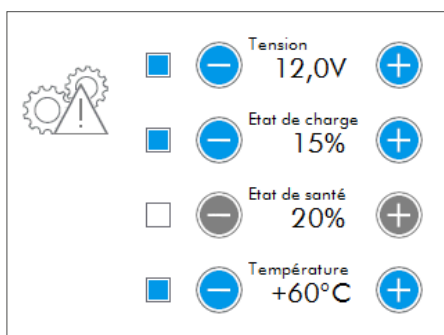 Tension
12,0V
Etat de charge
15%
Etat de santé
20%
Température
+60°C